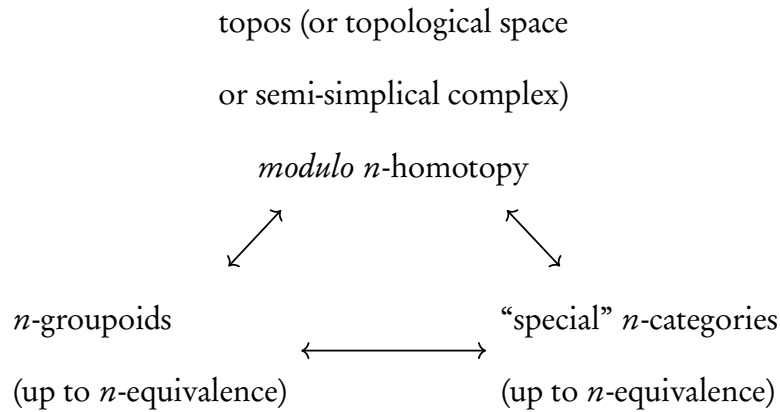 topos (or topological space
or semi-simplical complex)
modulo n-homotopy
n-groupoids
(up to n-equivalence)
“special” n-categories
(up to n-equivalence)